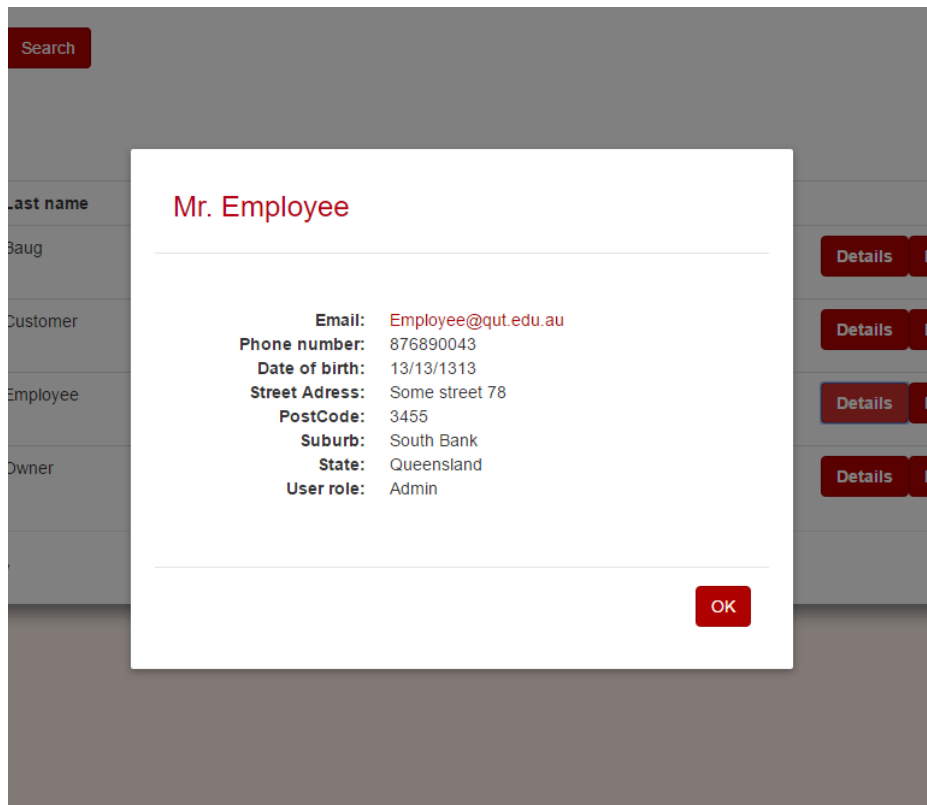 Search
Last name
Baug
Customer
Employee
Owner
Mr. Employee
Email: Employee@qut.edu.au
Phone number: 876890043
Date of birth: 13/13/1313
Street Adress: Some street 78
PostCode: 3455
Suburb: South Bank
State: Queensland
User role: Admin
OK
Details
Details
Details
Details